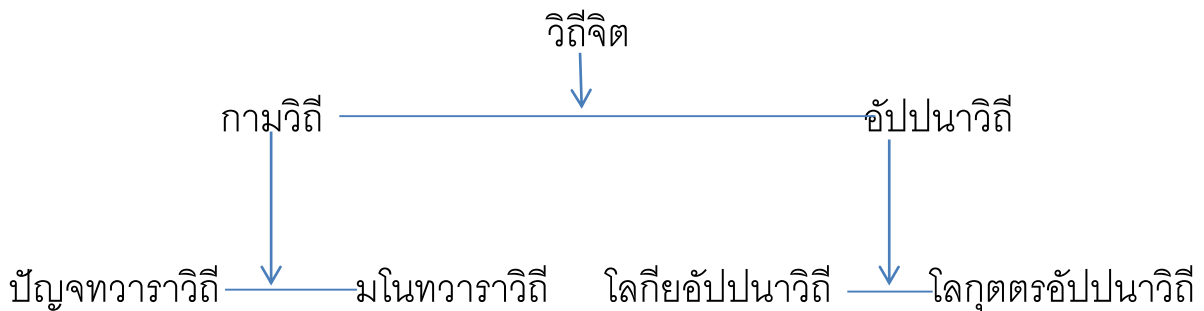 วิถีจิต
กามวิถี อัปปนาวิถี
ปัญจทวาราวิถี มโนทวาราวิถี โลกียอัปปนาวิถี โลกุตตรอัปปนาวิถี